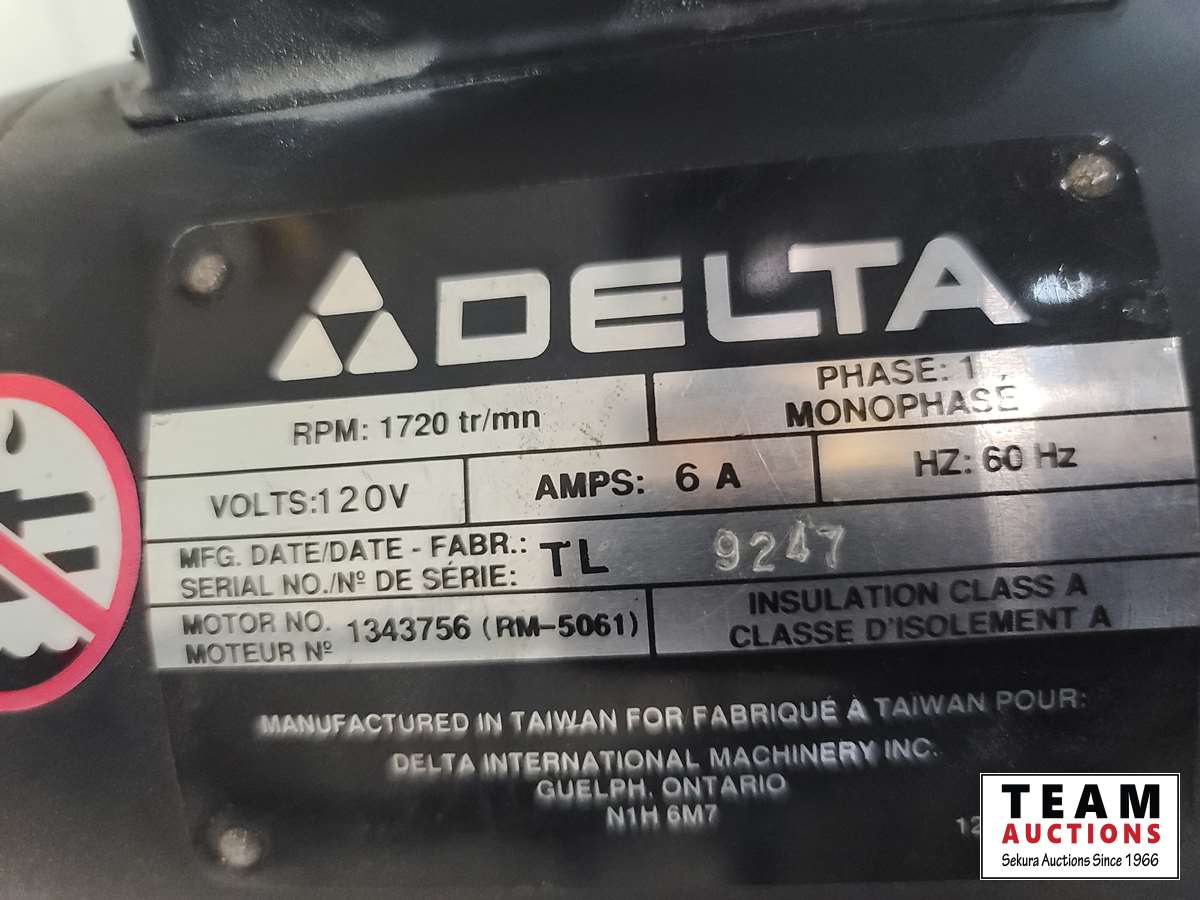 DELTA
RPM: 1720 tr/mn
PHASE: 1
MONOPHASÉ
VOLTS:120V
AMPS: 6 A
HZ: 60 Hz
MFG. DATE/DATE - FABR.:
SERIAL NO./Nº DE SÉRIE:
TL 9247
MOTOR NO.
MOTEUR Nº
1343756 (RM-5061)
INSULATION CLASS A
CLASSE D'ISOLEMENT A
MANUFACTURED IN TAIWAN FOR FABRIQUÉ À TAÏWAN POUR:
DELTA INTERNATIONAL MACHINERY INC.
GUELPH, ONTARIO
N1H 6M7
TEAM
AUCTIONS
Sekura Auctions Since 1966